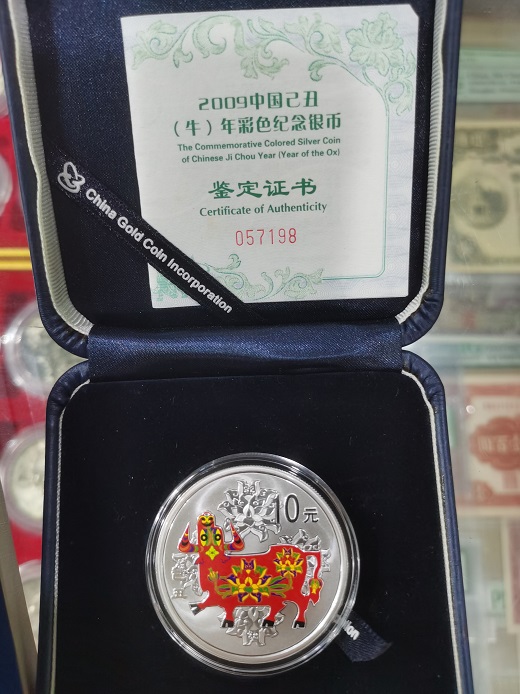 2009中国己丑
（牛）年彩色纪念银币
The Commemorative Colored Silver Coin
of Chinese Ji Chou Year (Year of the Ox)
鉴定证书
Certificate of Authenticity
057198
China Gold Coin Incorporation
10元